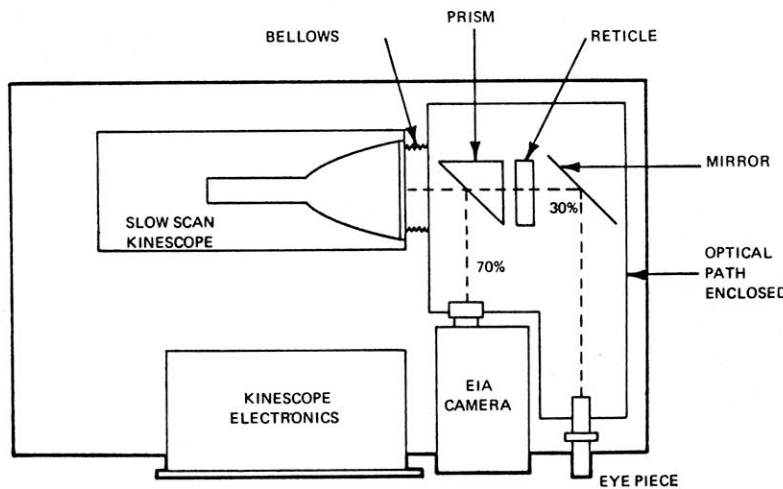 PRISM
BELLOWS
RETICLE
MIRROR
30%
SLOW SCAN
KINESCOPE
70%
OPTICAL
PATH
ENCLOSED
KINESCOPE
ELECTRONICS
EIA
CAMERA
EYE PIECE